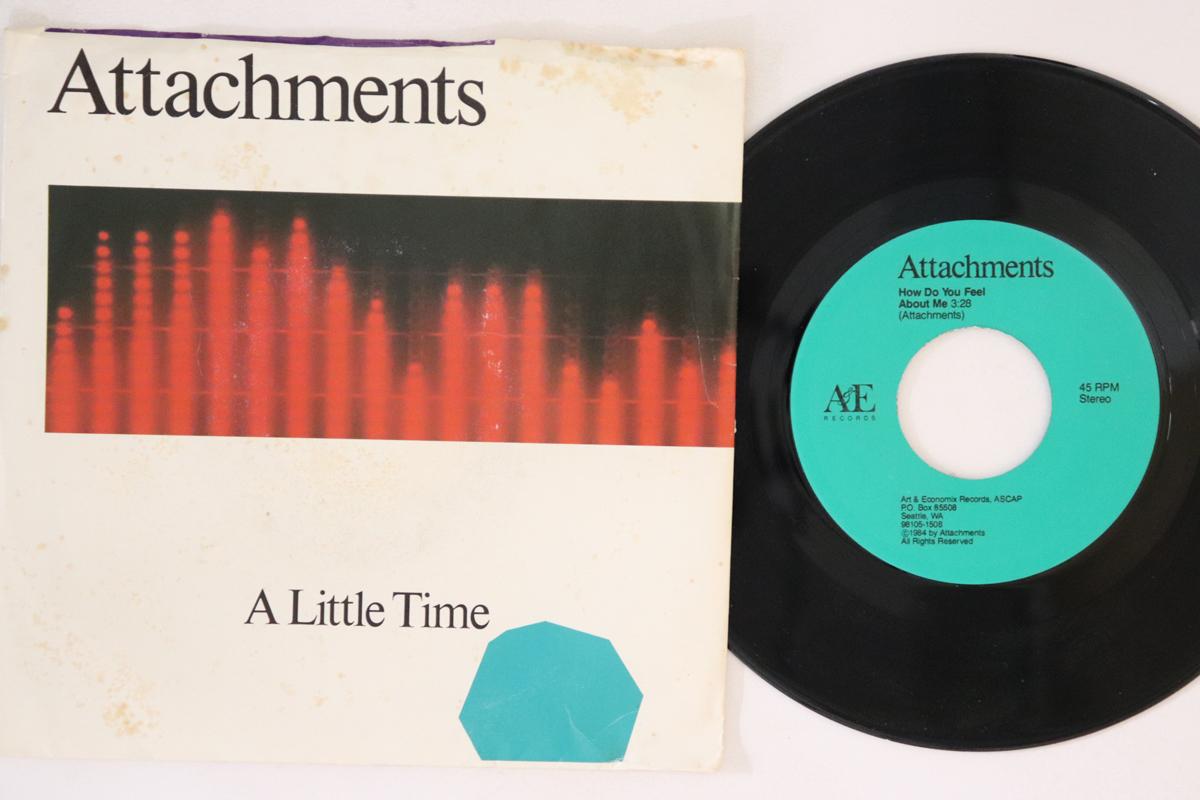 Attachments
A Little Time
Attachments
How Do You Feel
About Me 3:28
(Attachments)
A&E
RECORDS
45 RPM
Stereo
Art & Economix Records, ASCAP
P.O. Box 85508
Seattle, WA
98105-1508
©1984 by Attachments
All Rights Reserved